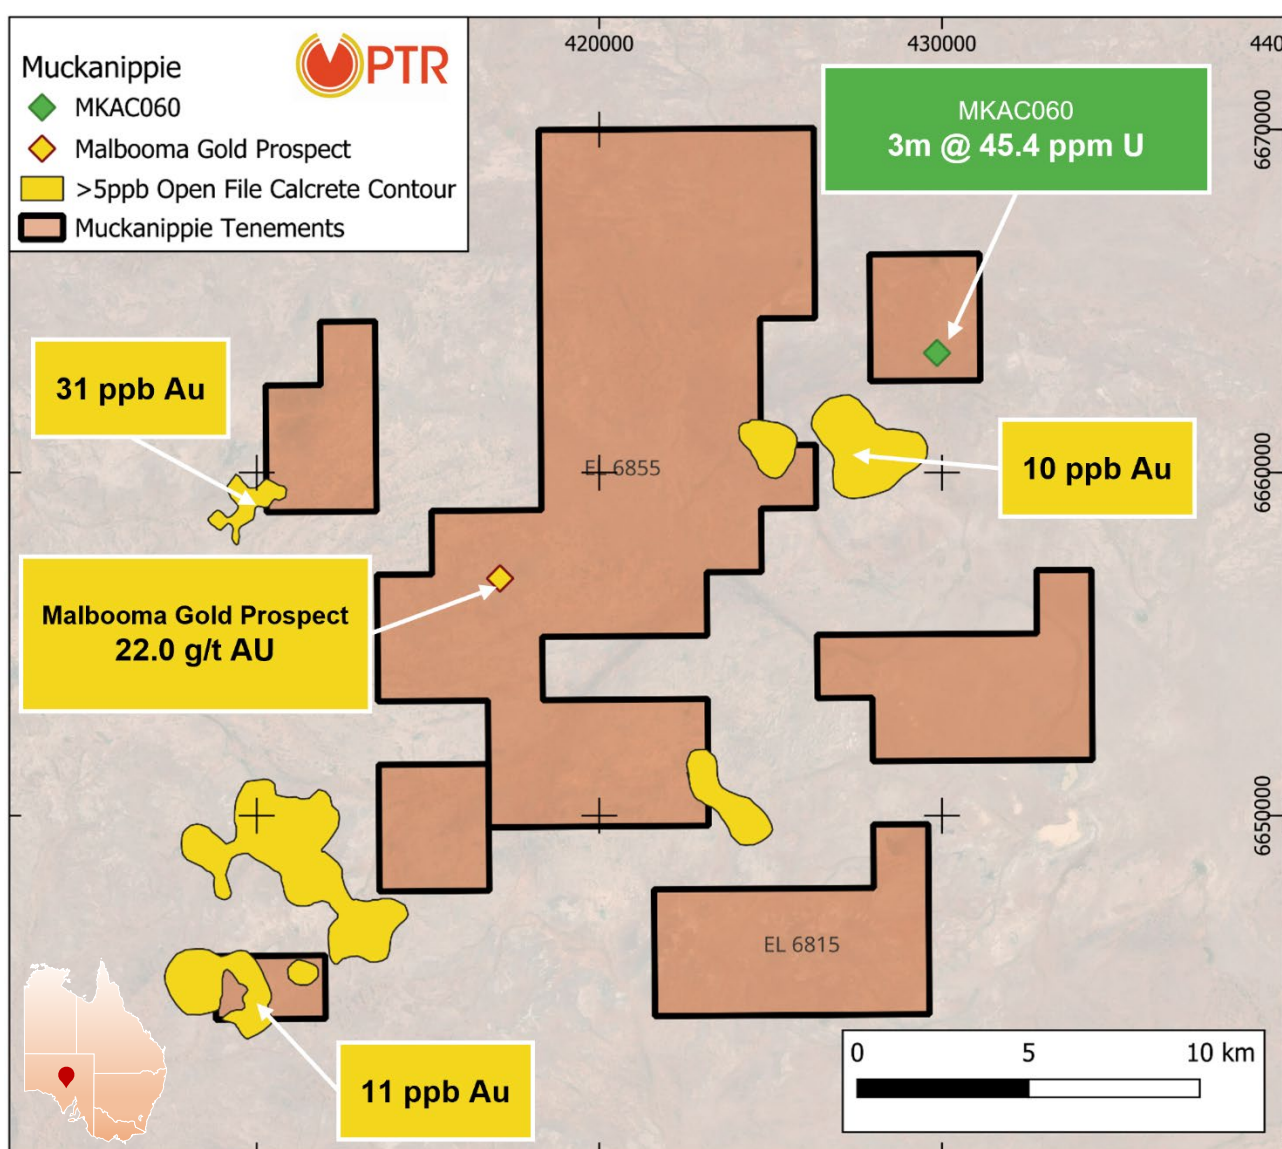 420000
430000
440
Muckanippie
PTR
MKAC060
Malbooma Gold Prospect
>5ppb Open File Calcrete Contour
Muckanippie Tenements
MKAC060
3m @ 45.4 ppm U
6670000
31 ppb Au
EL 6855
10 ppb Au
6660000
Malbooma Gold Prospect
22.0 g/t AU
6650000
EL 6815
11 ppb Au
0 5 10 km